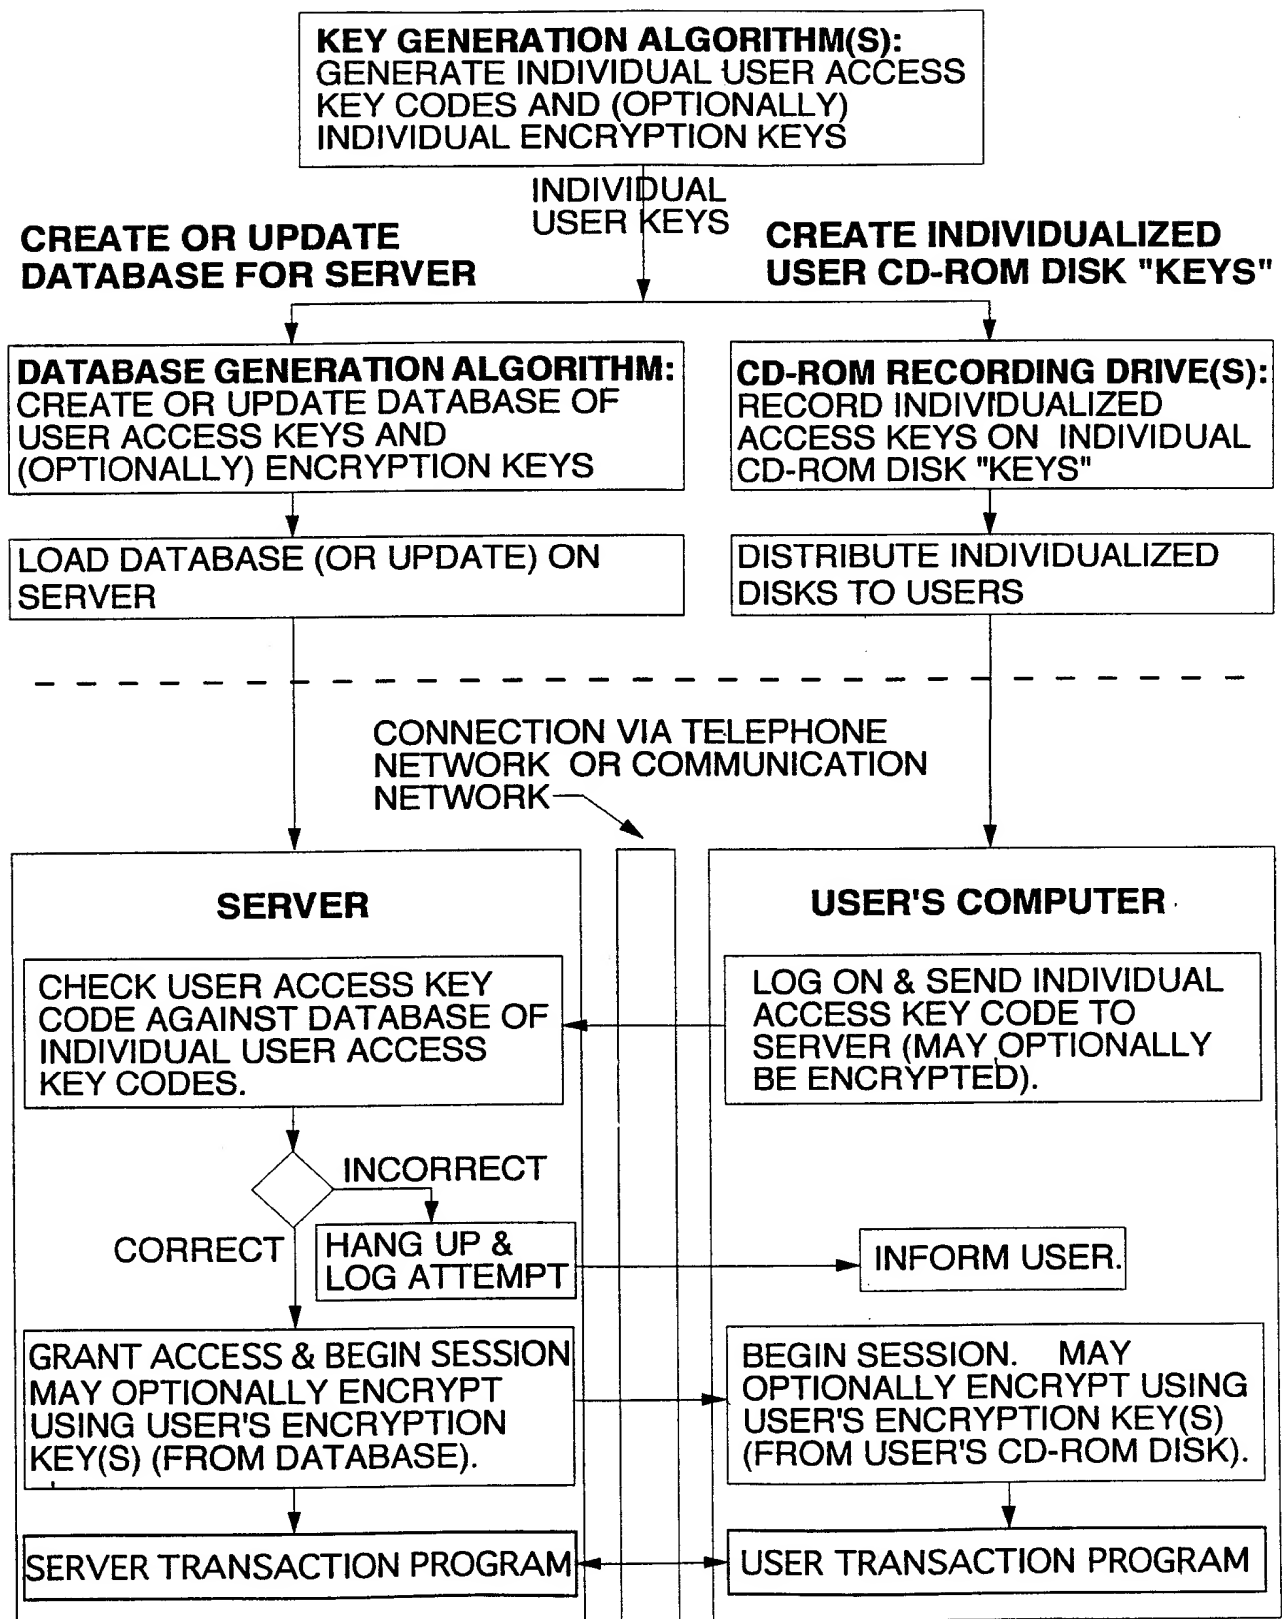 KEY GENERATION ALGORITHM(S):
GENERATE INDIVIDUAL USER ACCESS
KEY CODES AND (OPTIONALLY)
INDIVIDUAL ENCRYPTION KEYS
INDIVIDUAL
USER KEYS
CREATE OR UPDATE
DATABASE FOR SERVER
CREATE INDIVIDUALIZED
USER CD-ROM DISK "KEYS"
DATABASE GENERATION ALGORITHM:
CREATE OR UPDATE DATABASE OF
USER ACCESS KEYS AND
(OPTIONALLY) ENCRYPTION KEYS
CD-ROM RECORDING DRIVE(S):
RECORD INDIVIDUALIZED
ACCESS KEYS ON INDIVIDUAL
CD-ROM DISK "KEYS"
LOAD DATABASE (OR UPDATE) ON
SERVER
DISTRIBUTE INDIVIDUALIZED
DISKS TO USERS
CONNECTION VIA TELEPHONE
NETWORK OR COMMUNICATION
NETWORK
SERVER
USER'S COMPUTER
CHECK USER ACCESS KEY
CODE AGAINST DATABASE OF
INDIVIDUAL USER ACCESS
KEY CODES.
LOG ON & SEND INDIVIDUAL
ACCESS KEY CODE TO
SERVER (MAY OPTIONALLY
BE ENCRYPTED).
INCORRECT
CORRECT
HANG UP &
LOG ATTEMPT
INFORM USER.
GRANT ACCESS & BEGIN SESSION
MAY OPTIONALLY ENCRYPT
USING USER'S ENCRYPTION
KEY(S) (FROM DATABASE).
BEGIN SESSION. MAY
OPTIONALLY ENCRYPT USING
USER'S ENCRYPTION KEY(S)
(FROM USER'S CD-ROM DISK).
SERVER TRANSACTION PROGRAM
USER TRANSACTION PROGRAM